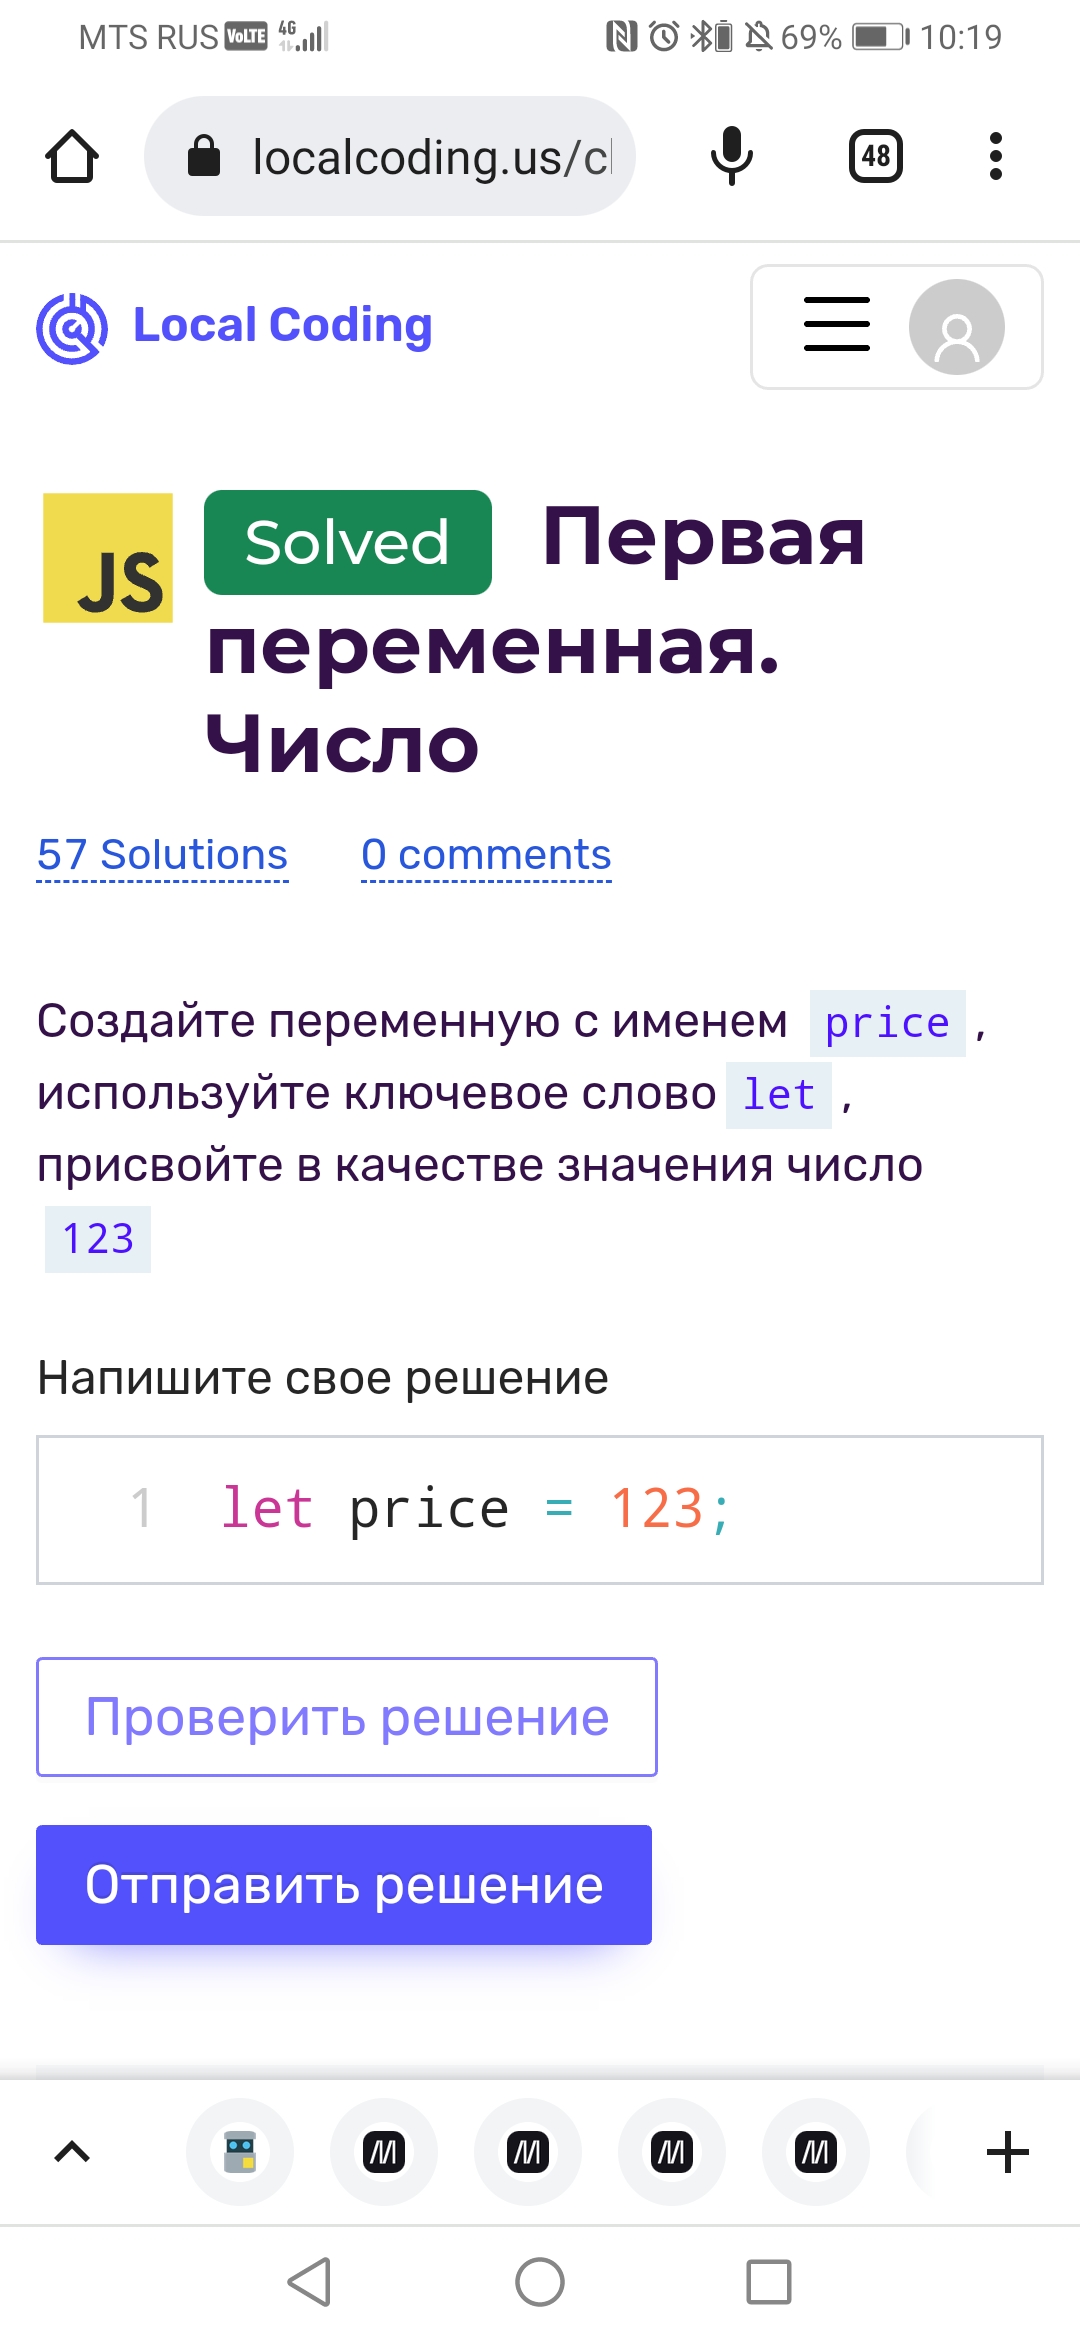 MTS RUS VoLTE 4G 69% 10:19
localcoding.us/c
48
Local Coding
JS Solved Первая
переменная.
Число
57 Solutions 0 comments
Создайте переменную с именем price,
используйте ключевое слово let,
присвойте в качестве значения число
123
Напишите свое решение
1 let price = 123;
Проверить решение
Отправить решение